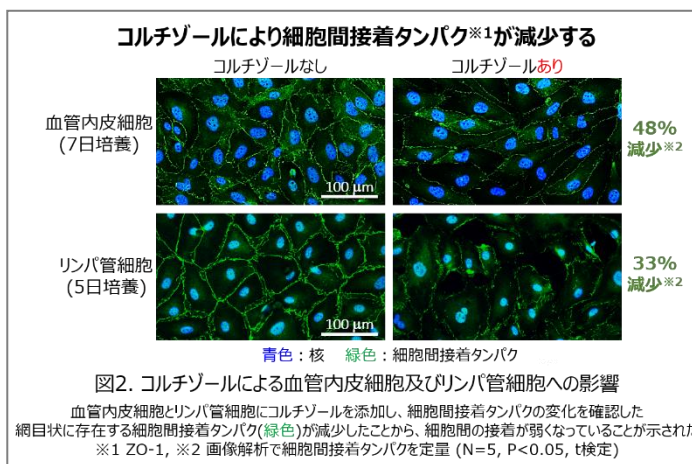 コルチゾールにより細胞間接着タンパク※1が減少する
コルチゾールなし
コルチゾールあり
血管内皮細胞
(7日培養)
100 μm
48%
減少※2
リンパ管細胞
(5日培養)
100 μm
33%
減少※2
青色：核　緑色：細胞間接着タンパク
図2. コルチゾールによる血管内皮細胞及びリンパ管細胞への影響
血管内皮細胞とリンパ管細胞にコルチゾールを添加し、細胞間接着タンパクの変化を確認した
網目状に存在する細胞間接着タンパク(緑色)が減少したことから、細胞間の接着が弱くなっていることが示された
※1 ZO-1, ※2 画像解析で細胞間接着タンパクを定量 (N=5, P<0.05, t検定)